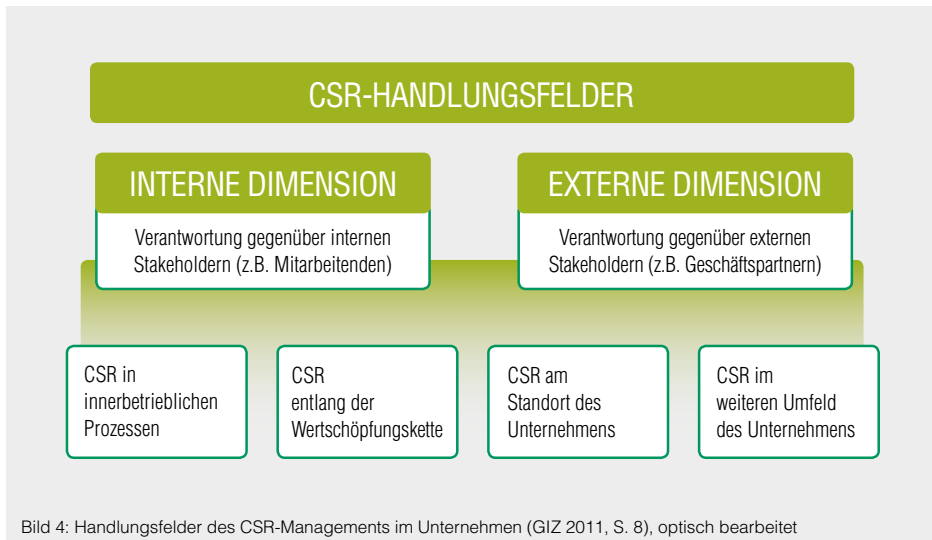 CSR-HANDLUNGSFELDER
INTERNE DIMENSION
Verantwortung gegenüber internen
Stakeholdern (z.B. Mitarbeitenden)
EXTERNE DIMENSION
Verantwortung gegenüber externen
Stakeholdern (z.B. Geschäftspartnern)
CSR in
innerbetrieblichen
Prozessen
CSR
entlang der
Wertschöpfungskette
CSR am
Standort des
Unternehmens
CSR im
weiteren Umfeld
des Unternehmens
Bild 4: Handlungsfelder des CSR-Managements im Unternehmen (GIZ 2011, S. 8), optisch bearbeitet